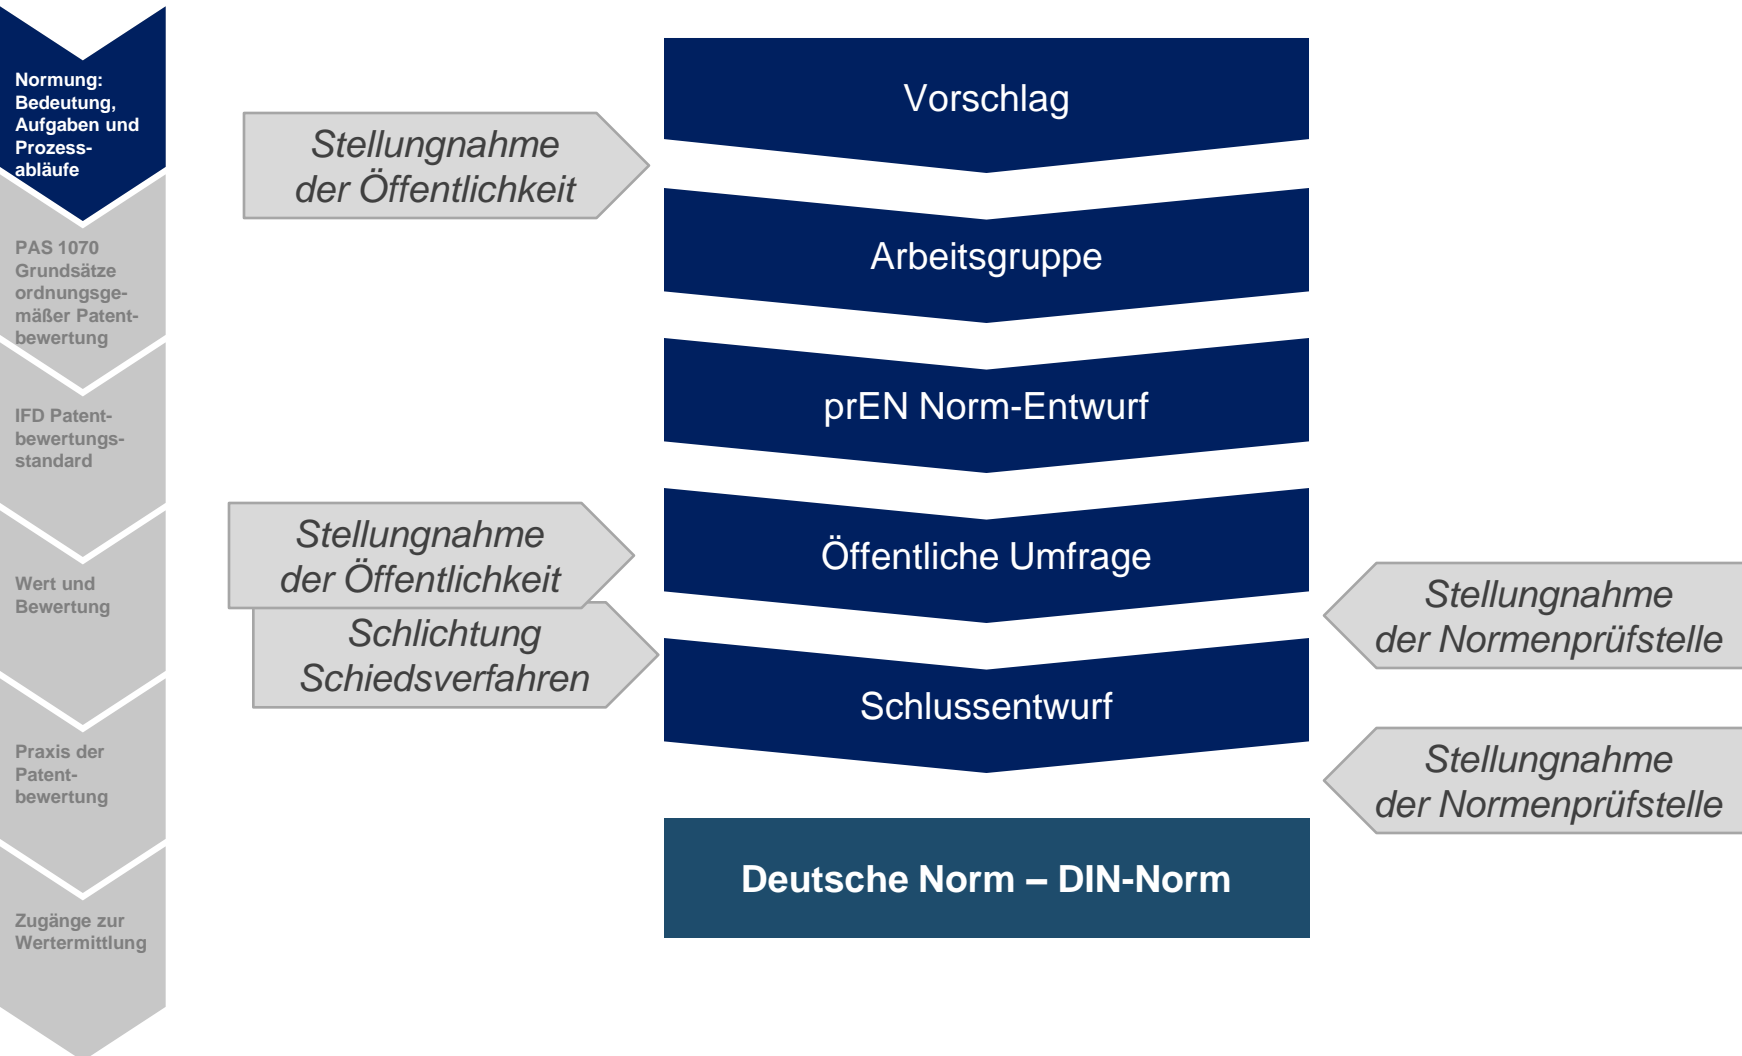 Normung:
Bedeutung,
Aufgaben und
Prozess-
abläufe
PAS 1070
Grundsätze
ordnungsge-
mäßer Patent-
bewertung
IFD Patent-
bewertungs-
standard
Wert und
Bewertung
Praxis der
Patent-
bewertung
Zugänge zur
Wertermittlung
Vorschlag
Stellungnahme
der Öffentlichkeit
Arbeitsgruppe
prEN Norm-Entwurf
Öffentliche Umfrage
Stellungnahme
der Öffentlichkeit
Schlichtung
Schiedsverfahren
Stellungnahme
der Normenprüfstelle
Schlussentwurf
Stellungnahme
der Normenprüfstelle
Deutsche Norm – DIN-Norm